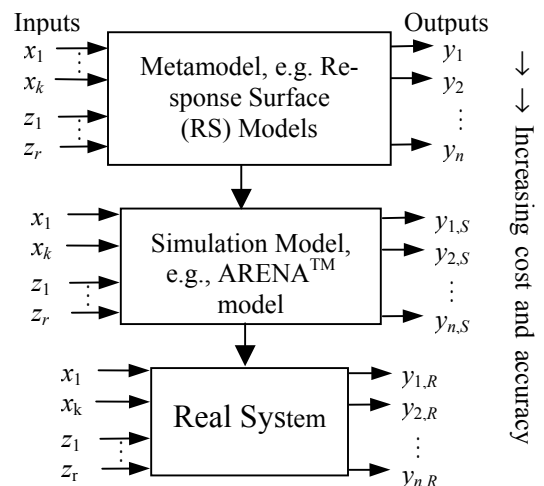 Inputs
Outputs
x1
xk
z1
zr
Metamodel, e.g. Re-
sponse Surface
(RS) Models
y1
y2
⋮
yn
x1
xk
z1
zr
Simulation Model,
e.g., ARENA™
model
y1,S
y2,S
⋮
yn,S
x1
xk
z1
zr
Real System
y1,R
y2,R
⋮
yn,R
→ → Increasing cost and accuracy